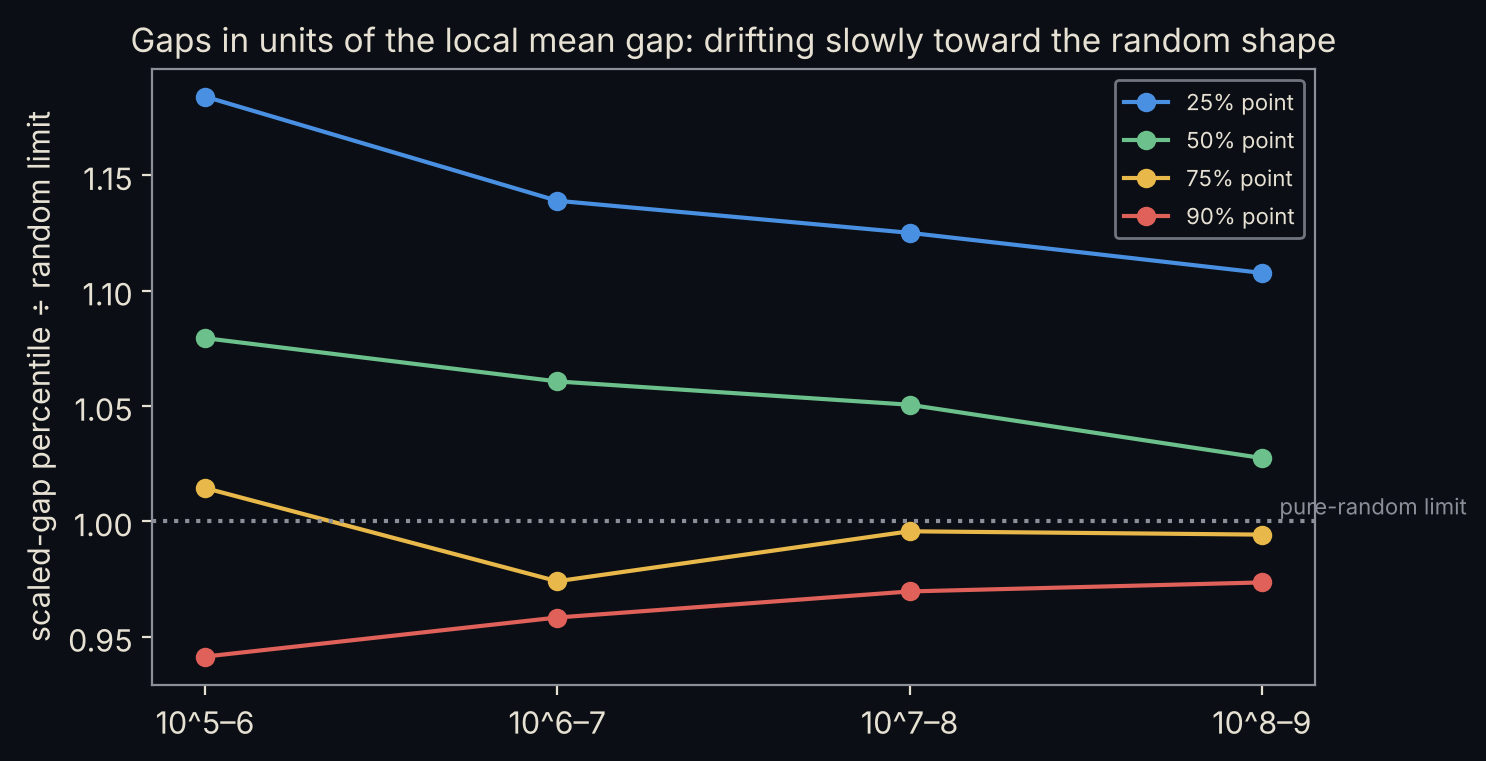 Gaps in units of the local mean gap: drifting slowly toward the random shape
scaled-gap percentile ÷ random limit
1.15
1.10
1.05
1.00
0.95
25% point
50% point
75% point
90% point
pure-random limit
10^5–6
10^6–7
10^7–8
10^8–9